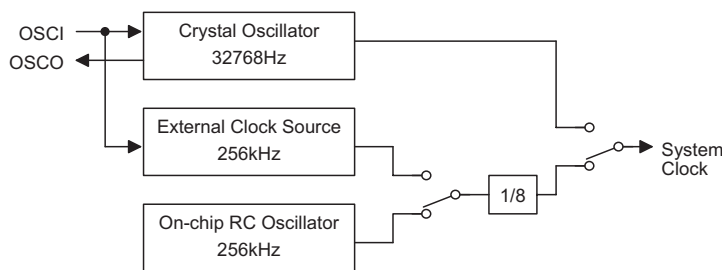 OSCI
OSCO
Crystal Oscillator
32768Hz
External Clock Source
256kHz
On-chip RC Oscillator
256kHz
1/8
System
Clock